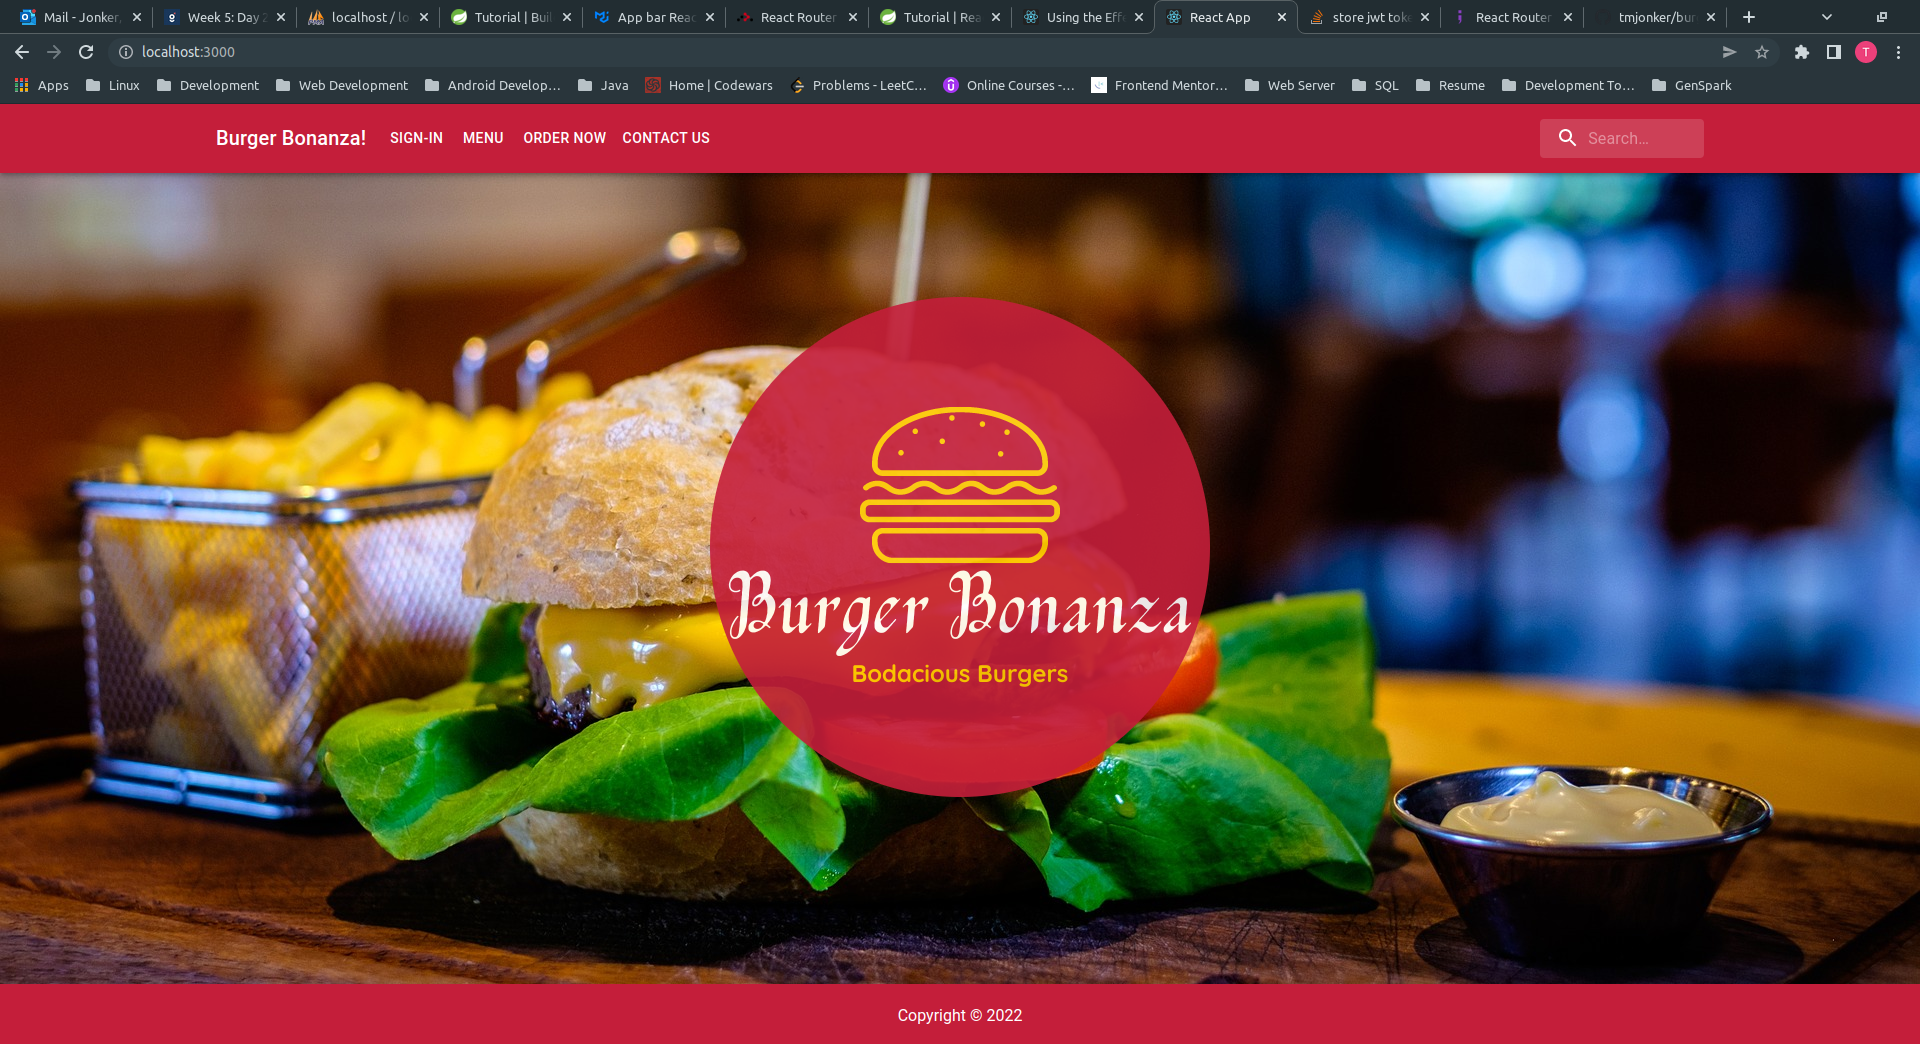 Mail - Jonker,
Week 5: Day 2
localhost / lo
Tutorial | Buil
App bar Reac
React Router
Tutorial | Rea
Using the Effe
React App
store jwt toke
React Router
tmjonker/bur
localhost:3000
T
Apps
Linux
Development
Web Development
Android Develop...
Java
Home | Codewars
Problems - LeetC...
Online Courses -...
Frontend Mentor...
Web Server
SQL
Resume
Development To...
GenSpark
Burger Bonanza!
SIGN-IN
MENU
ORDER NOW
CONTACT US
Search...
Burger Bonanza
Bodacious Burgers
Copyright © 2022